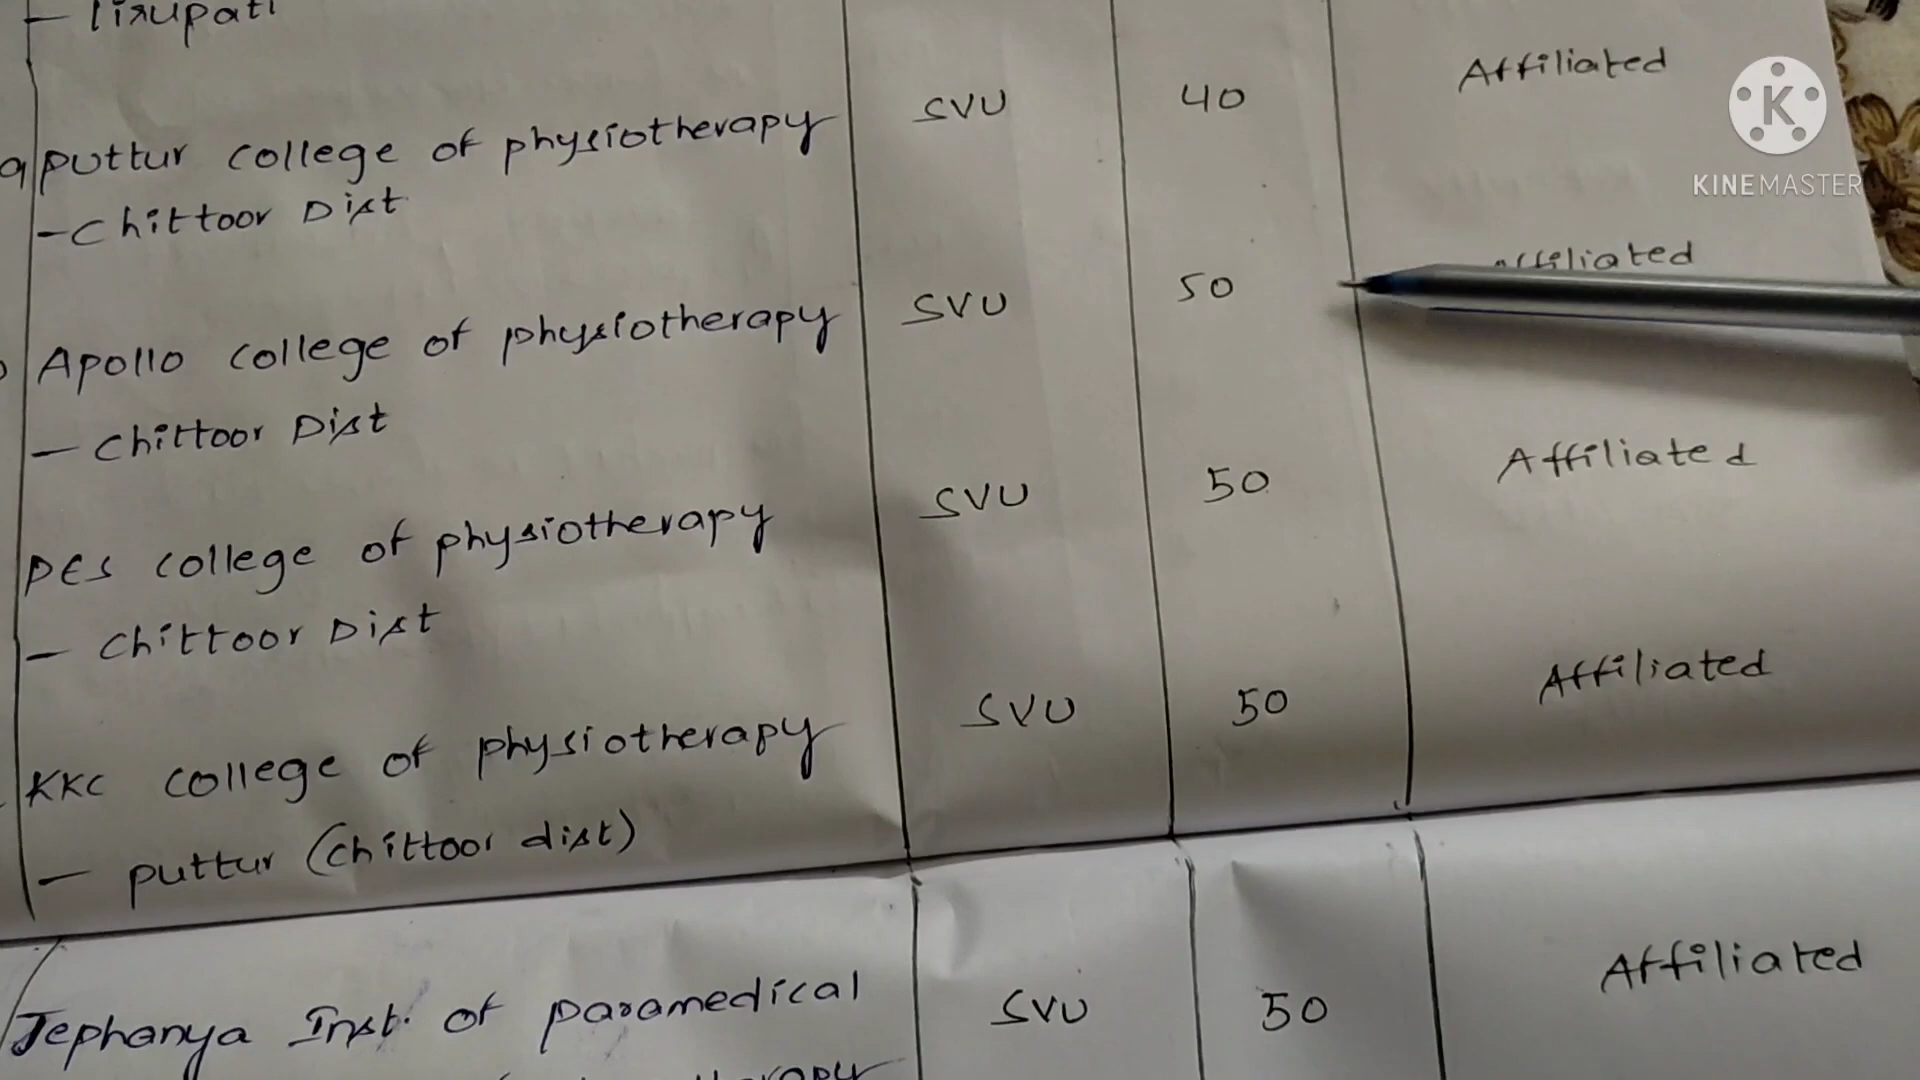 - Tirupati
9 puttur college of physiotherapy SVU 40 Affiliated
- Chittoor Dist
Apollo college of physiotherapy SVU 50 Affiliated
- Chittoor Dist
PES college of physiotherapy SVU 50 Affiliated
- Chittoor Dist
KKC college of physiotherapy SVU 50 Affiliated
- puttur (Chittoor dist)
Jephanya Inst. of paramedical SVU 50 Affiliated
K
KINEMASTER